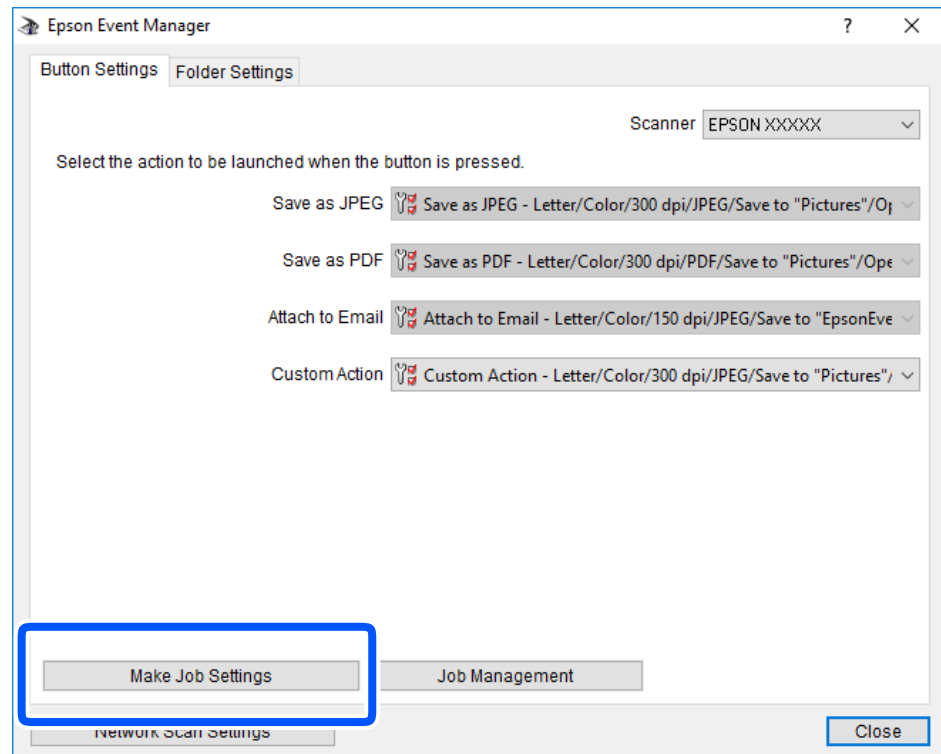 Epson Event Manager ?
Button Settings Folder Settings
Scanner EPSON XXXXX
Select the action to be launched when the button is pressed.
Save as JPEG Save as JPEG - Letter/Color/300 dpi/JPEG/Save to "Pictures"/Op
Save as PDF Save as PDF - Letter/Color/300 dpi/PDF/Save to "Pictures"/Ope
Attach to Email Attach to Email - Letter/Color/150 dpi/JPEG/Save to "EpsonEve
Custom Action Custom Action - Letter/Color/300 dpi/JPEG/Save to "Pictures"/
Make Job Settings Job Management
Network Scan Settings Close